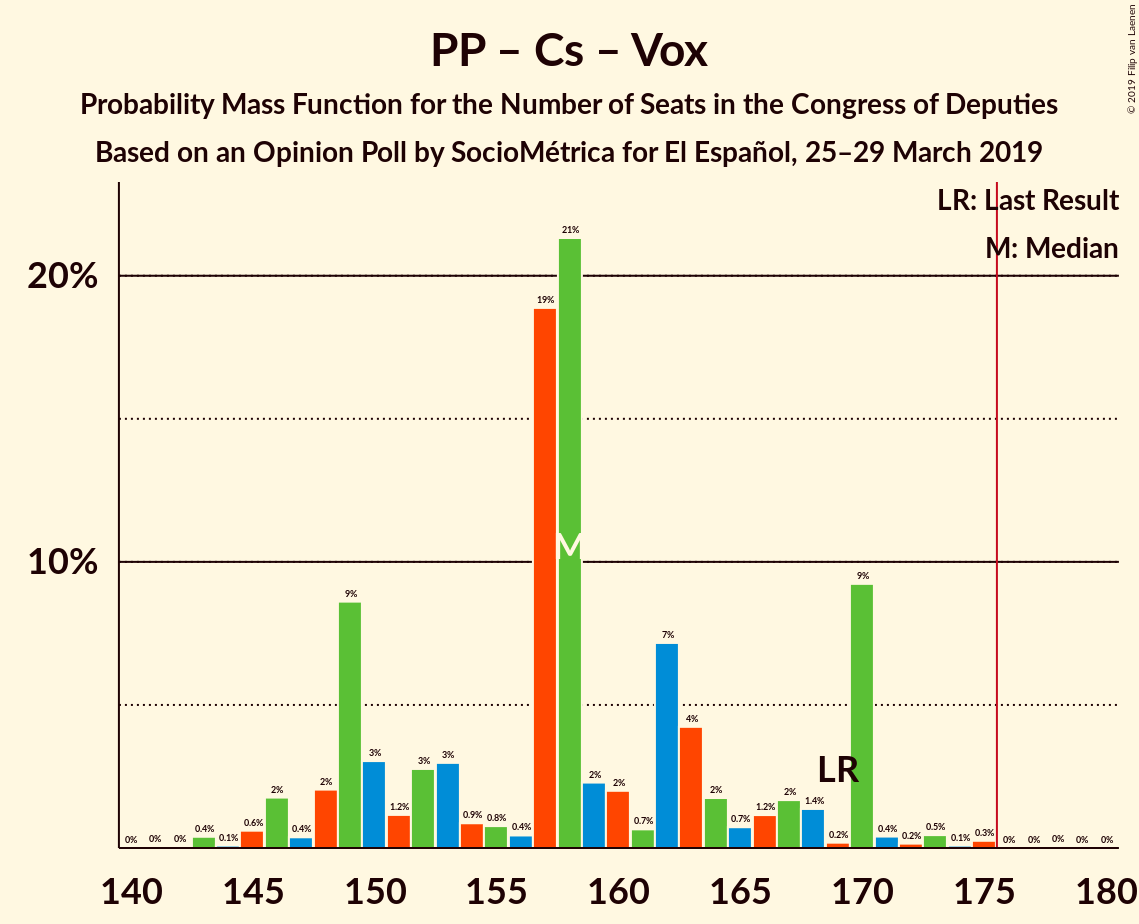 PP – Cs – Vox
Probability Mass Function for the Number of Seats in the Congress of Deputies
Based on an Opinion Poll by SocioMétrica for El Español, 25–29 March 2019
© 2019 Filip van Laenen
LR: Last Result
M: Median
20%
10%
0% 0% 0% 0.4% 0.1% 0.6% 2% 0.4% 2% 9% 3% 1.2% 3% 3% 0.9% 0.8% 0.4% 19% 21% 2% 2% 0.7% 7% 4% 2% 0.7% 1.2% 2% 1.4% 0.2% 9% 0.4% 0.2% 0.5% 0.1% 0.3% 0% 0% 0% 0% 0%
M
LR
140 145 150 155 160 165 170 175 180